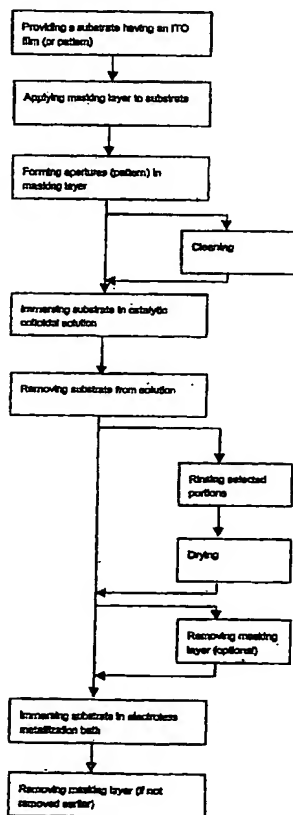 Providing a substrate having an ITO
film (or pattern)
Applying masking layer to substrate
Forming apertures (pattern) in
masking layer
Cleaning
Immersing substrate in catalytic
colloidal solution
Removing substrate from solution
Rinsing selected
portions
Drying
Removing masking
layer (optional)
Immersing substrate in electroless
metallization bath
Removing masking layer (if not
removed earlier)